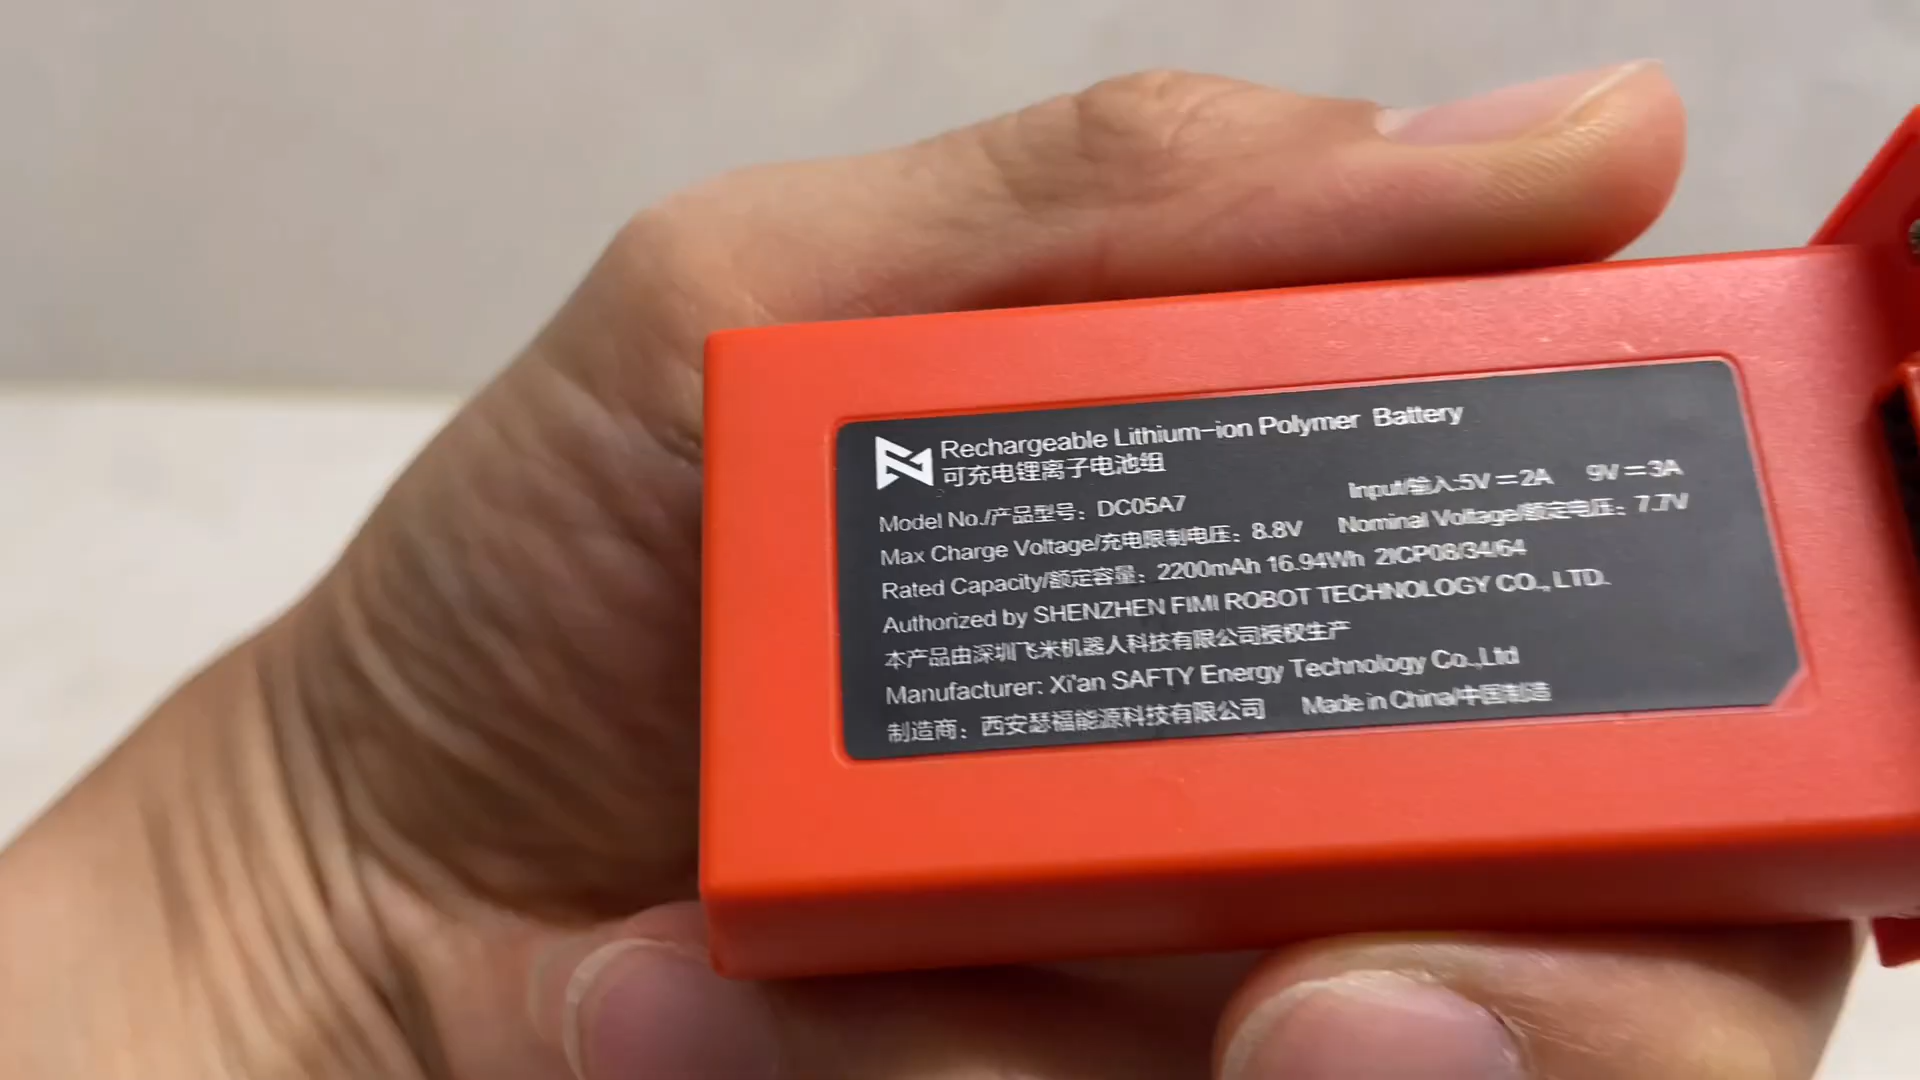 Rechargeable Lithium-ion Polymer Battery
可充电锂离子电池组
Model No./产品型号：DC05A7 Input/输入:5V⎓2A 9V⎓3A
Max Charge Voltage/充电限制电压：8.8V Nominal Voltage/额定电压：7.7V
Rated Capacity/额定容量：2200mAh 16.94Wh 2ICP08/34/64
Authorized by SHENZHEN FIMI ROBOT TECHNOLOGY CO., LTD.
本产品由深圳飞米机器人科技有限公司授权生产
Manufacturer: Xi'an SAFTY Energy Technology Co.,Ltd
制造商：西安瑟福能源科技有限公司 Made in China/中国制造